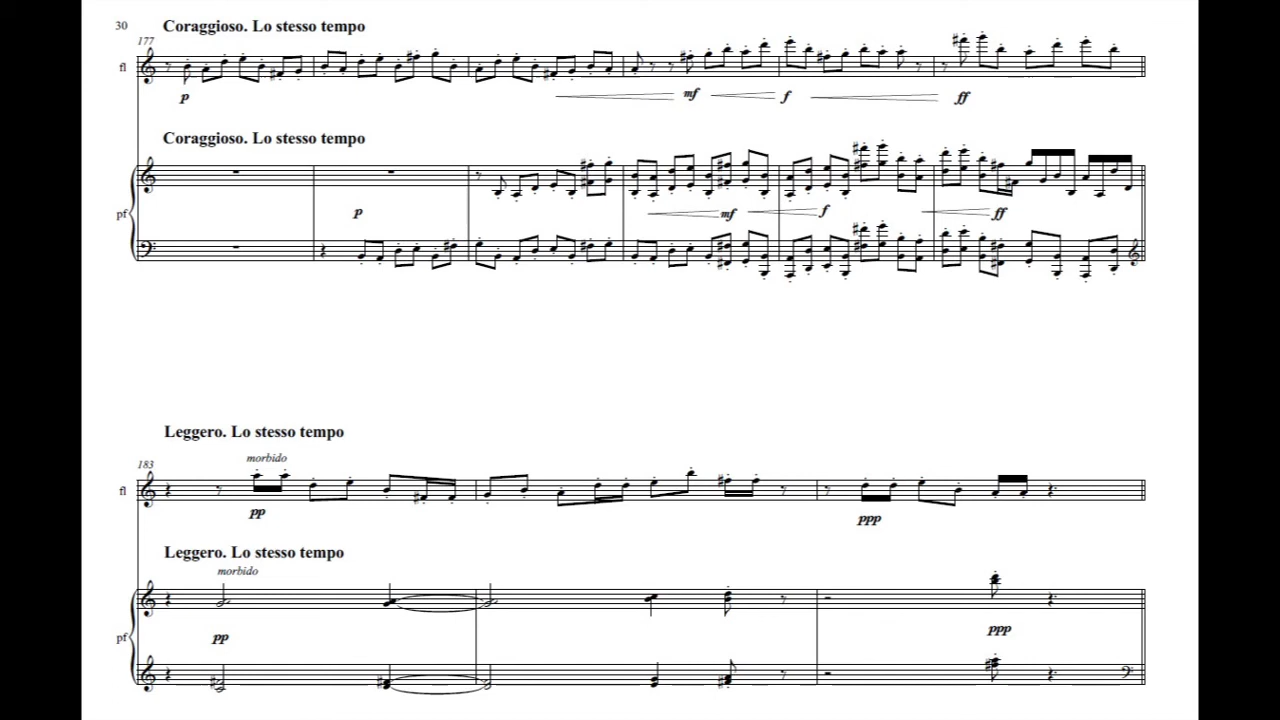 30
Coraggioso. Lo stesso tempo
177
fl
p mf f ff
Coraggioso. Lo stesso tempo
pf
p mf f ff
Leggero. Lo stesso tempo
183
morbido
fl
pp ppp
Leggero. Lo stesso tempo
morbido
pf
pp ppp